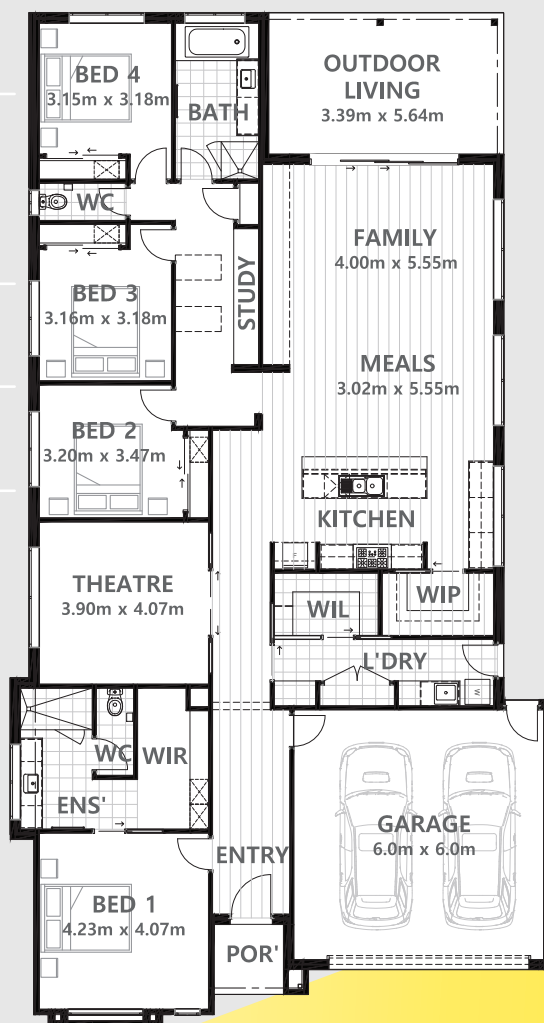 BED 4
3.15m x 3.18m
BATH
OUTDOOR
LIVING
3.39m x 5.64m
WC
FAMILY
4.00m x 5.55m
BED 3
3.16m x 3.18m
STUDY
MEALS
3.02m x 5.55m
BED 2
3.20m x 3.47m
KITCHEN
THEATRE
3.90m x 4.07m
WIL
WIP
L'DRY
W
WC
WIR
ENS'
GARAGE
6.0m x 6.0m
ENTRY
BED 1
4.23m x 4.07m
POR'